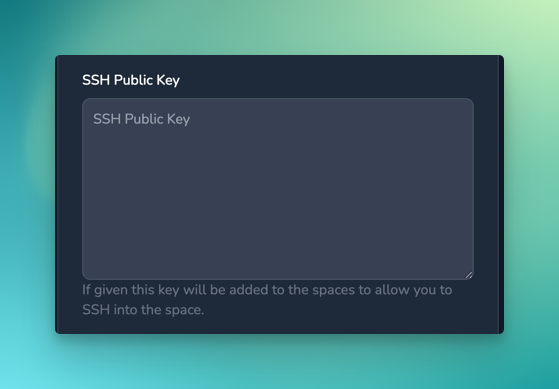 SSH Public Key
SSH Public Key
If given this key will be added to the spaces to allow you to
SSH into the space.